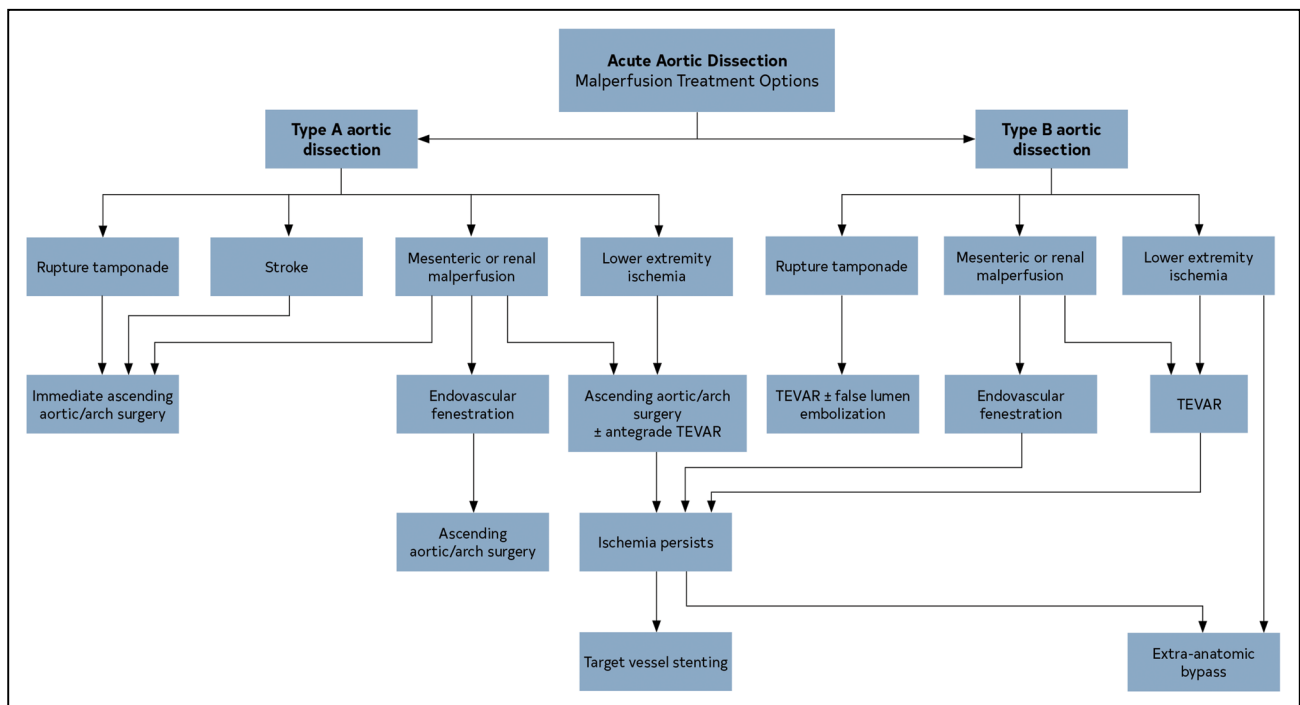 Acute Aortic Dissection
Malperfusion Treatment Options
Type A aortic
dissection
Type B aortic
dissection
Rupture tamponade
Stroke
Mesenteric or renal
malperfusion
Lower extremity
ischemia
Rupture tamponade
Mesenteric or renal
malperfusion
Lower extremity
ischemia
Immediate ascending
aortic/arch surgery
Endovascular
fenestration
Ascending aortic/arch
surgery
± antegrade TEVAR
TEVAR ± false lumen
embolization
Endovascular
fenestration
TEVAR
Ascending
aortic/arch surgery
Ischemia persists
Target vessel stenting
Extra-anatomic
bypass